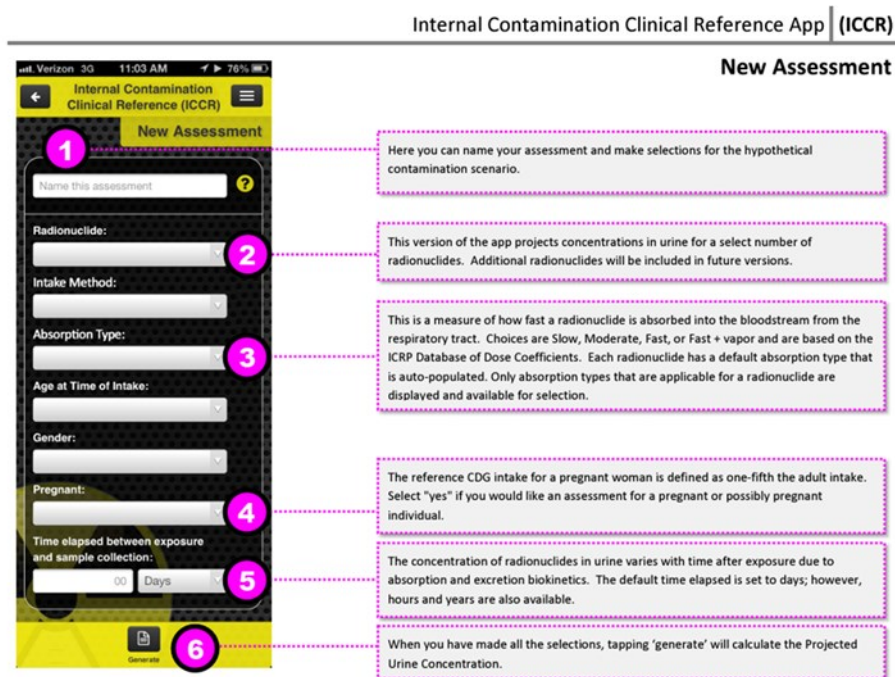 Internal Contamination Clinical Reference App (ICCR)
New Assessment
Verizon 3G 11:03 AM 76%
Internal Contamination
Clinical Reference (ICCR)
New Assessment
1
Name this assessment
?
Radionuclide:
2
Intake Method:
Absorption Type:
3
Age at Time of Intake:
Gender:
Pregnant:
4
Time elapsed between exposure
and sample collection:
00 Days
5
6
Generate
Here you can name your assessment and make selections for the hypothetical
contamination scenario.
This version of the app projects concentrations in urine for a select number of
radionuclides. Additional radionuclides will be included in future versions.
This is a measure of how fast a radionuclide is absorbed into the bloodstream from the
respiratory tract. Choices are Slow, Moderate, Fast, or Fast + vapor and are based on the
ICRP Database of Dose Coefficients. Each radionuclide has a default absorption type that
is auto-populated. Only absorption types that are applicable for a radionuclide are
displayed and available for selection.
The reference CDG intake for a pregnant woman is defined as one-fifth the adult intake.
Select "yes" if you would like an assessment for a pregnant or possibly pregnant
individual.
The concentration of radionuclides in urine varies with time after exposure due to
absorption and excretion biokinetics. The default time elapsed is set to days; however,
hours and years are also available.
When you have made all the selections, tapping ‘generate’ will calculate the Projected
Urine Concentration.